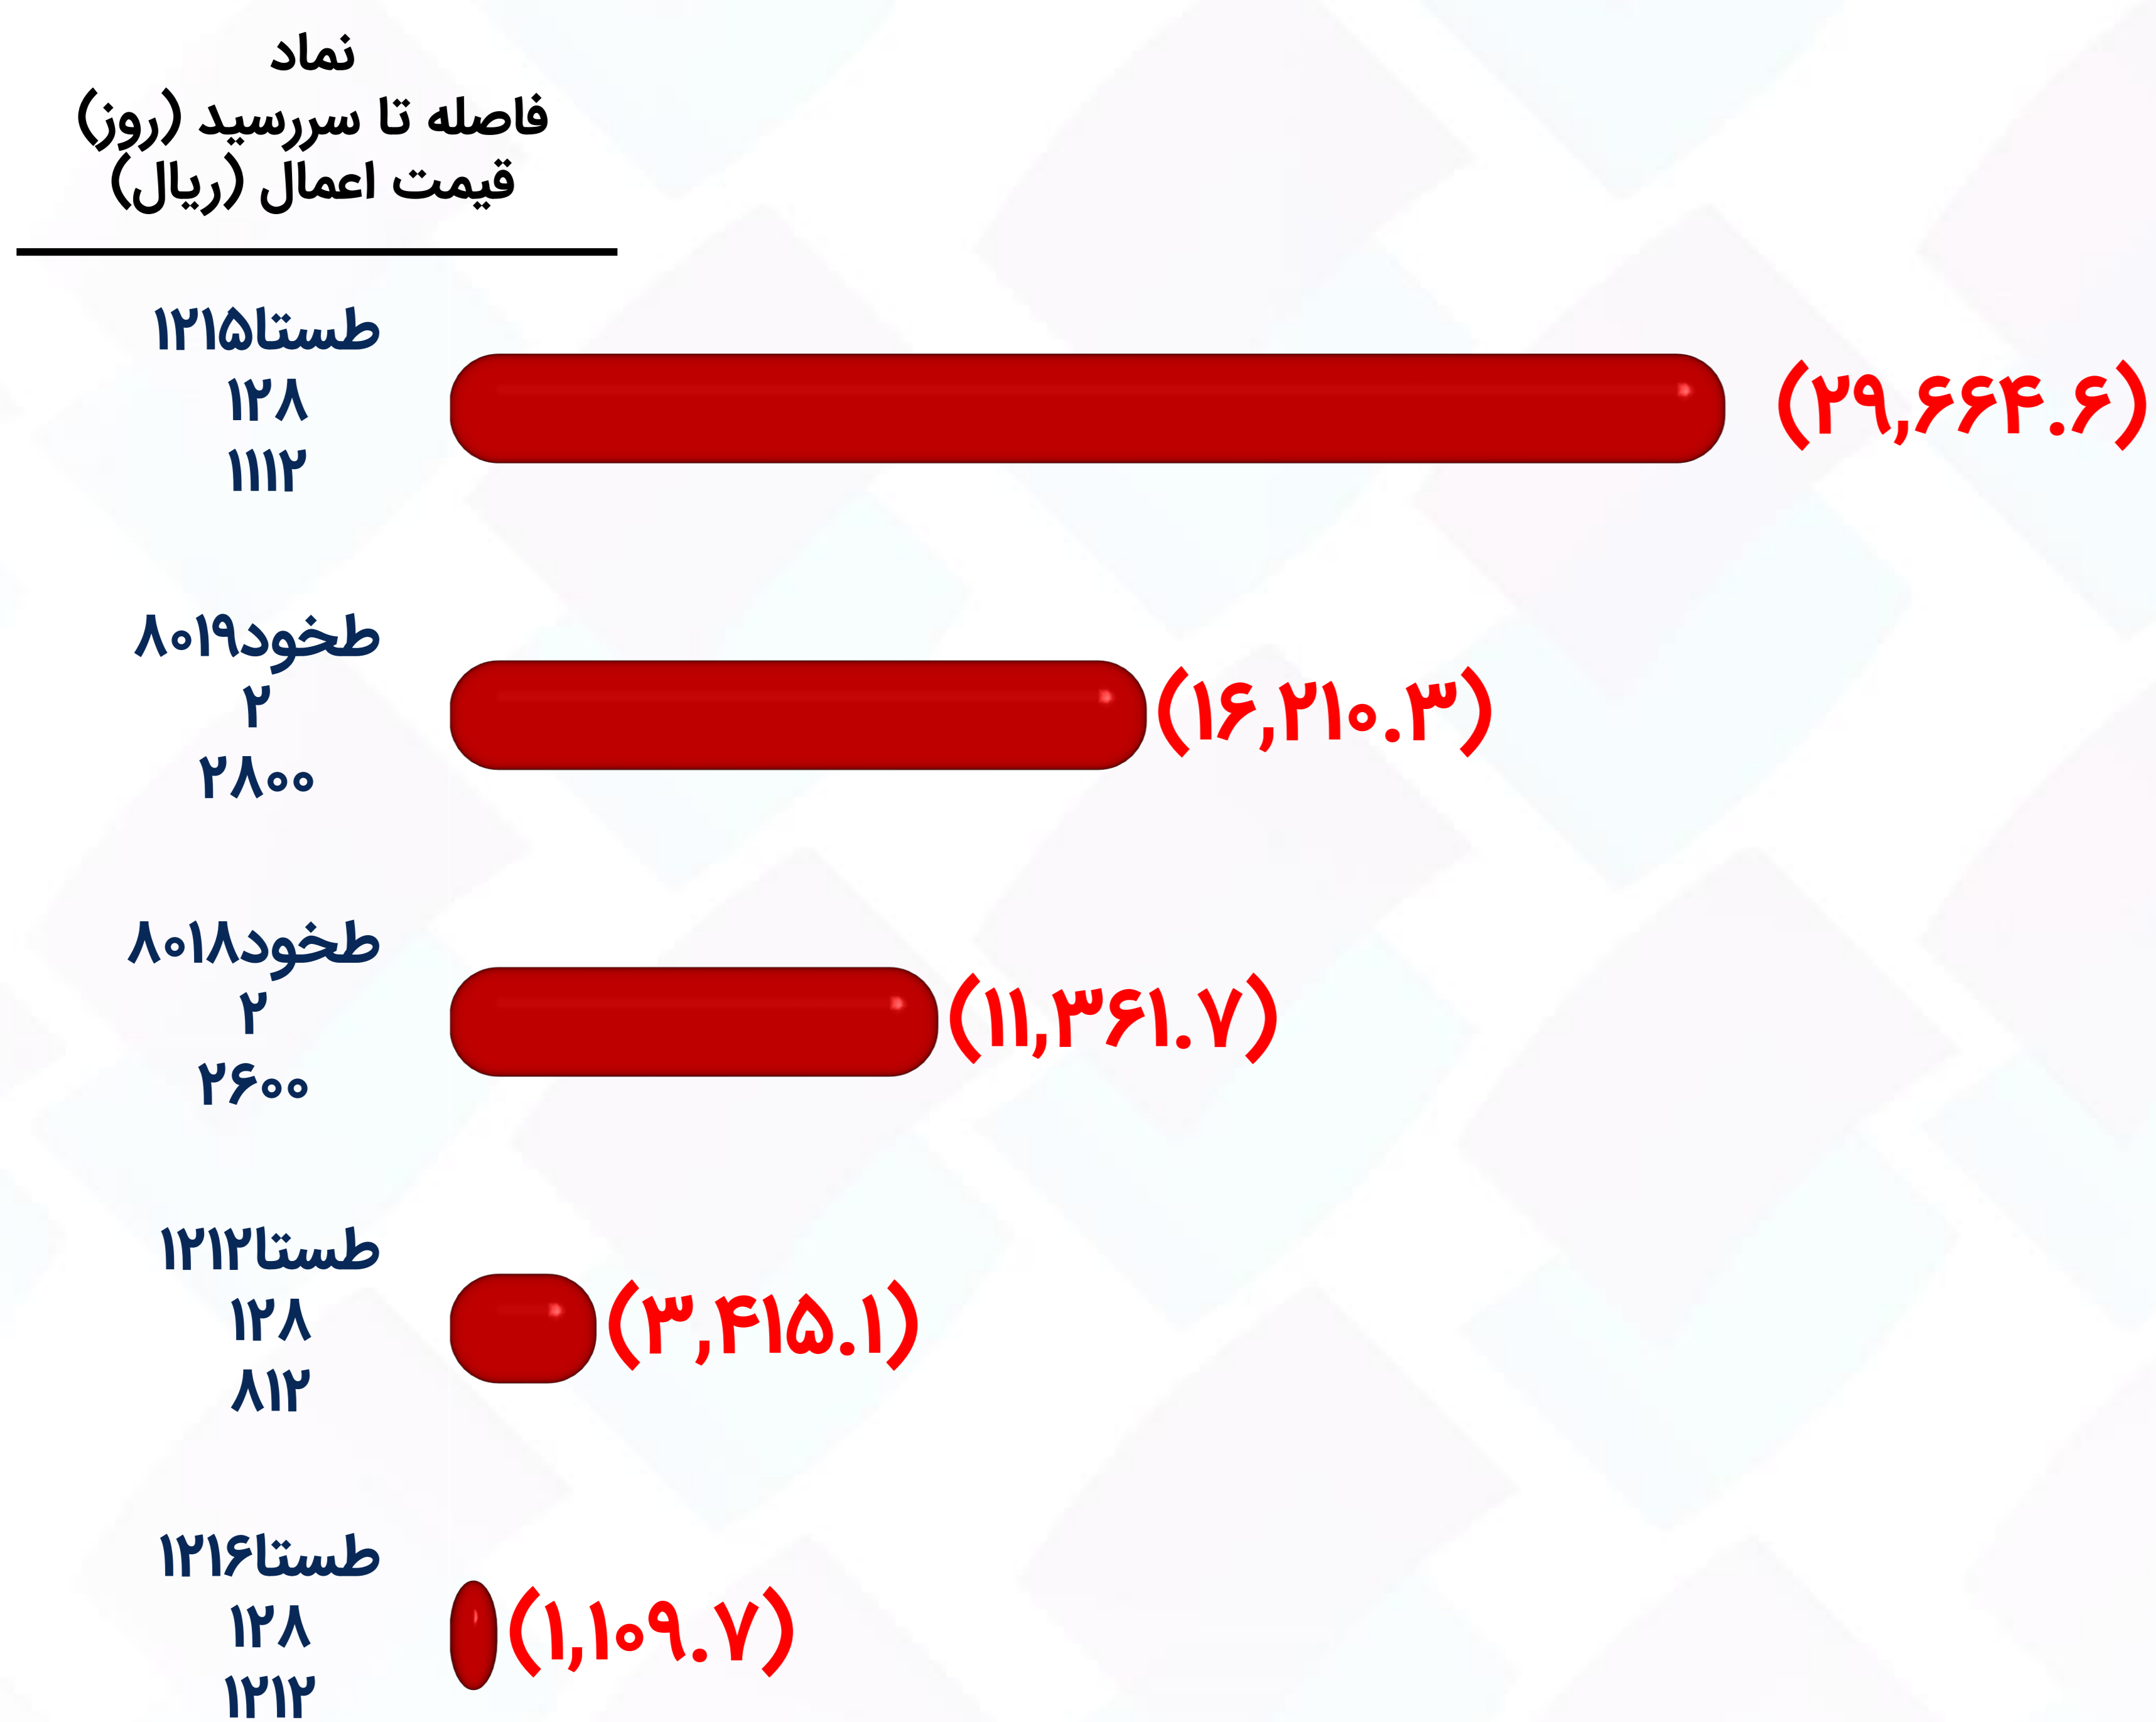 نماد
فاصله تا سررسید (روز)
قیمت اعمال (ریال)
طستا۱۲۱۵
۱۲۸
۱۱۱۲
(۲۹,۶۶۴.۶)
طخود۸۰۱۹
۲
۲۸۰۰
(۱۶,۲۱۰.۳)
طخود۸۰۱۸
۲
۲۶۰۰
(۱۱,۳۶۱.۷)
طستا۱۲۱۲
۱۲۸
۸۱۲
(۳,۴۱۵.۱)
طستا۱۲۱۶
۱۲۸
۱۲۱۲
(۱,۱۰۹.۷)